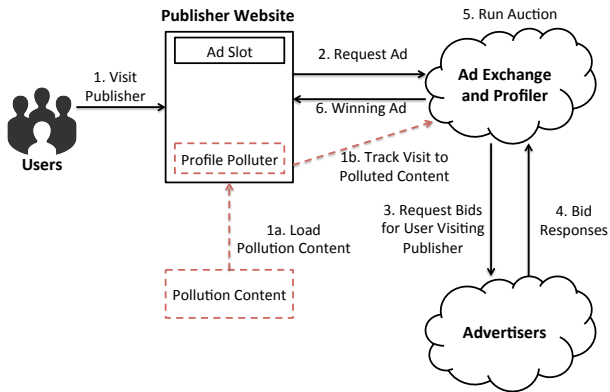 Publisher Website
5. Run Auction
Ad Slot
2. Request Ad
1. Visit
Publisher
Ad Exchange
and Profiler
6. Winning Ad
Users
Profile Polluter
1b. Track Visit to
Polluted Content
1a. Load
Pollution Content
3. Request Bids
for User Visiting
Publisher
4. Bid
Responses
Pollution Content
Advertisers